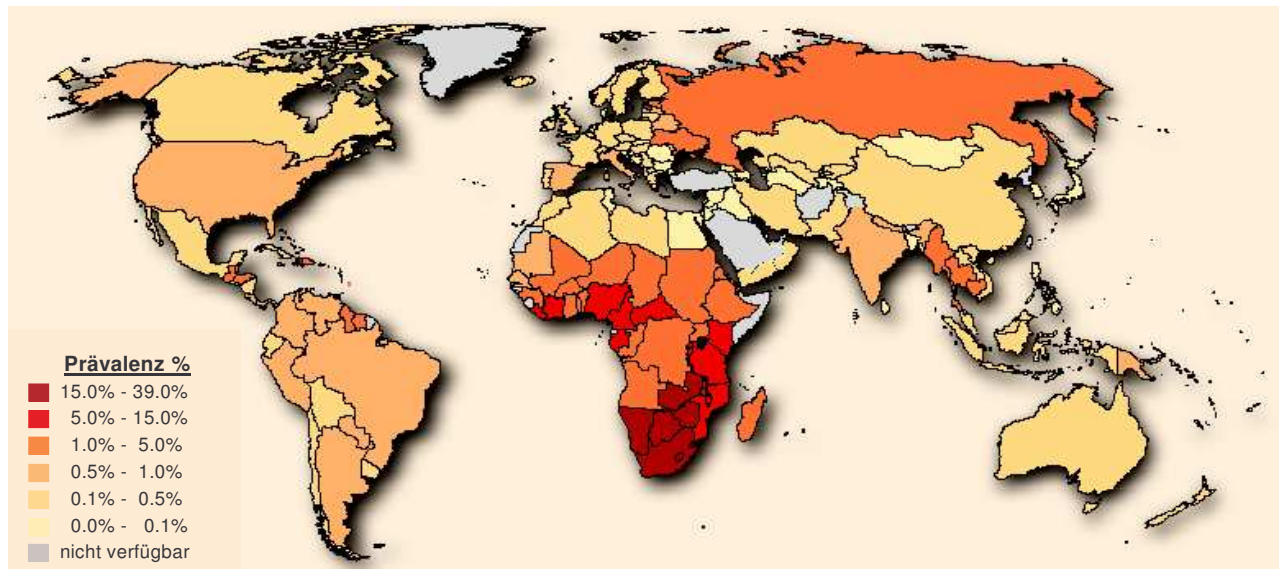 Prävalenz %
15.0% - 39.0%
5.0% - 15.0%
1.0% - 5.0%
0.5% - 1.0%
0.1% - 0.5%
0.0% - 0.1%
nicht verfügbar